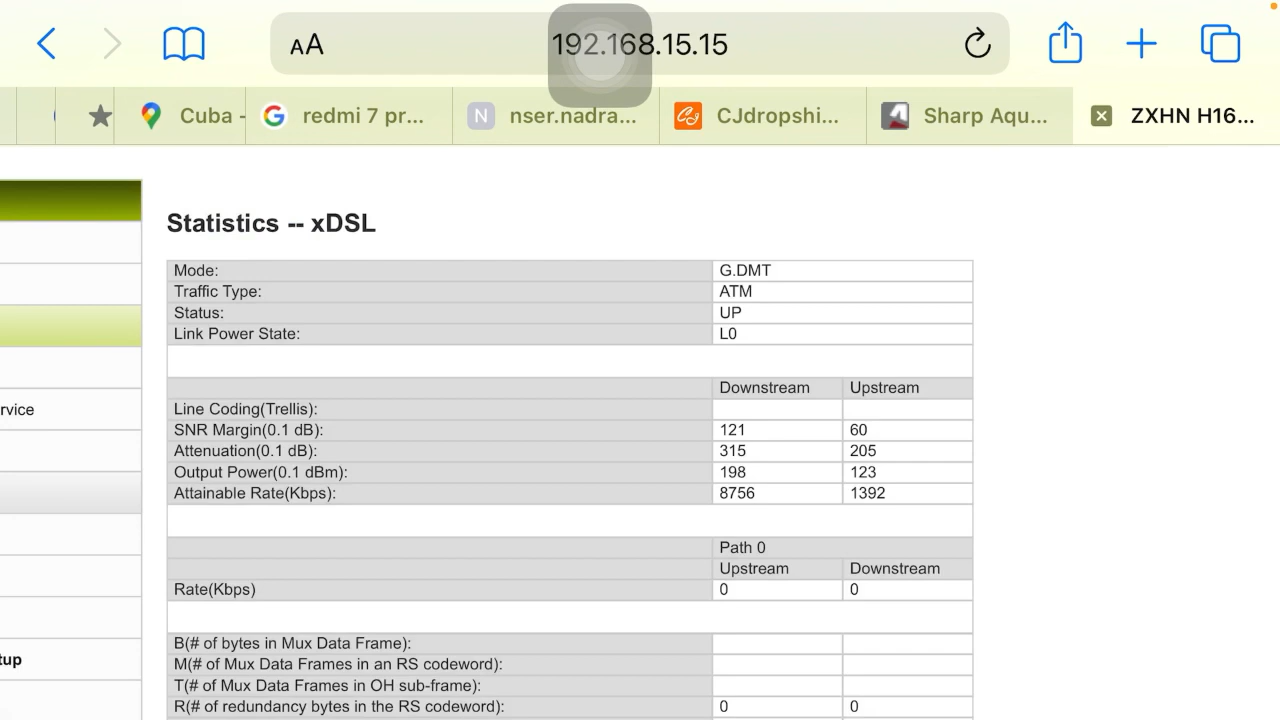 AA 192.168.15.15
Cuba - redmi 7 pr... N nser.nadra... CJdropshi... Sharp Aqu... ZXHN H16...
Statistics -- xDSL
Mode: G.DMT
Traffic Type: ATM
Status: UP
Link Power State: L0
Downstream Upstream
Line Coding(Trellis):
rvice
SNR Margin(0.1 dB): 121 60
Attenuation(0.1 dB): 315 205
Output Power(0.1 dBm): 198 123
Attainable Rate(Kbps): 8756 1392
Path 0
Upstream Downstream
Rate(Kbps) 0 0
B(# of bytes in Mux Data Frame):
tup
M(# of Mux Data Frames in an RS codeword):
T(# of Mux Data Frames in OH sub-frame):
R(# of redundancy bytes in the RS codeword): 0 0